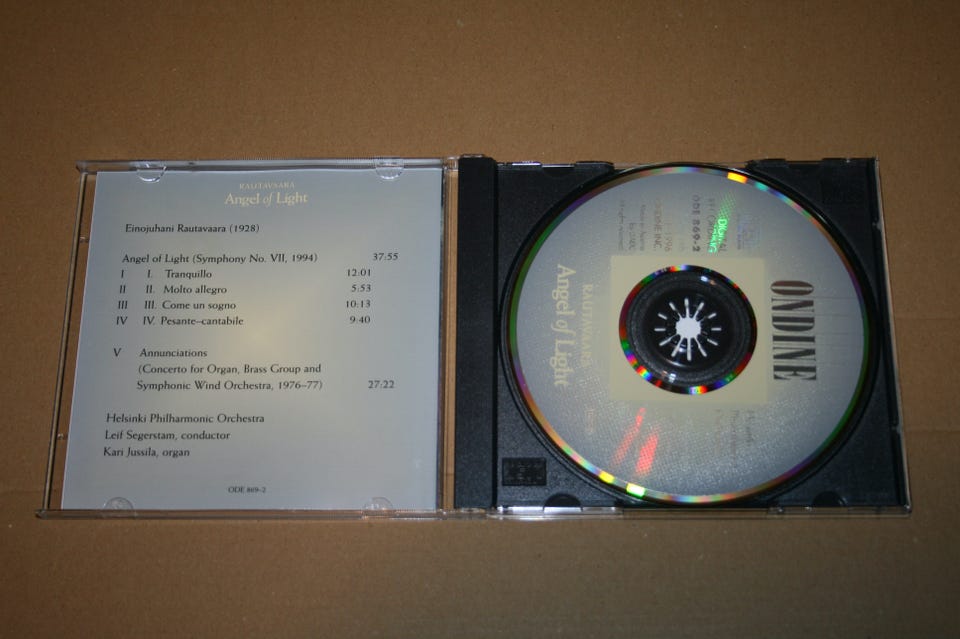 RAUTAVAARA
Angel of Light
Einojuhani Rautavaara (1928)
Angel of Light (Symphony No. VII, 1994) 37:55
I I. Tranquillo 12:01
II II. Molto allegro 5:53
III III. Come un sogno 10:13
IV IV. Pesante–cantabile 9:40
V Annunciations
(Concerto for Organ, Brass Group and
Symphonic Wind Orchestra, 1976–77) 27:22
Helsinki Philharmonic Orchestra
Leif Segerstam, conductor
Kari Jussila, organ
ODE 869–2
ONDINE
ODE 869-2
ONDINE INC.
RAUTAVAARA
Angel of Light